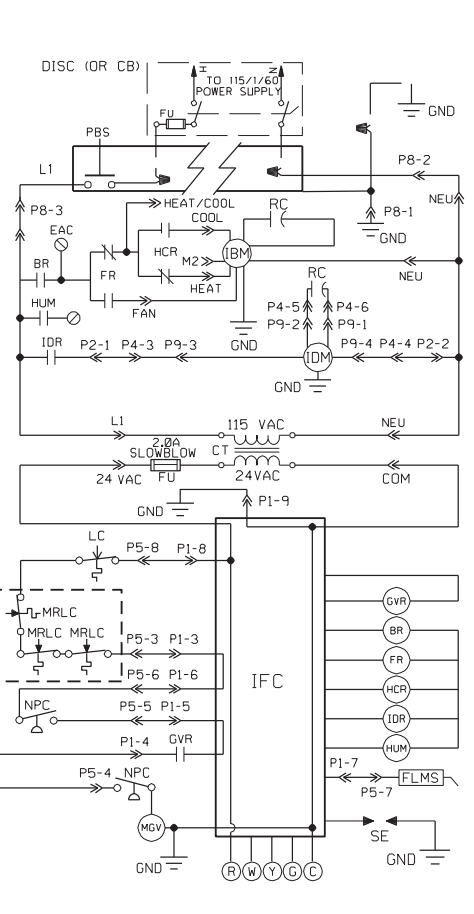 DISC (OR CB)
H
N
TO 115/1/60
POWER SUPPLY
FU
GND
PBS
L1
P8-2
NEU
P8-3
HEAT/COOL
COOL
RC
P8-1
GND
EAC
HCR
IBM
BR
FR
M2
RC
NEU
HEAT
P4-5
P4-6
HUM
FAN
P9-2
P9-1
GND
IDR
P2-1
P4-3
P9-3
IDM
P9-4
P4-4
P2-2
GND
L1
115 VAC
NEU
2.0A
SLOWBLOW
CT
24 VAC
FU
24VAC
COM
P1-9
GND
LC
P5-8
P1-8
GVR
MRLC
MRLC
MRLC
P5-3
P1-3
BR
P5-6
P1-6
FR
IFC
NPC
P5-5
P1-5
HCR
IDR
P1-4
GVR
HUM
P1-7
P5-4
NPC
FLMS
P5-7
MGV
SE
GND
GND
R
W
Y
G
C